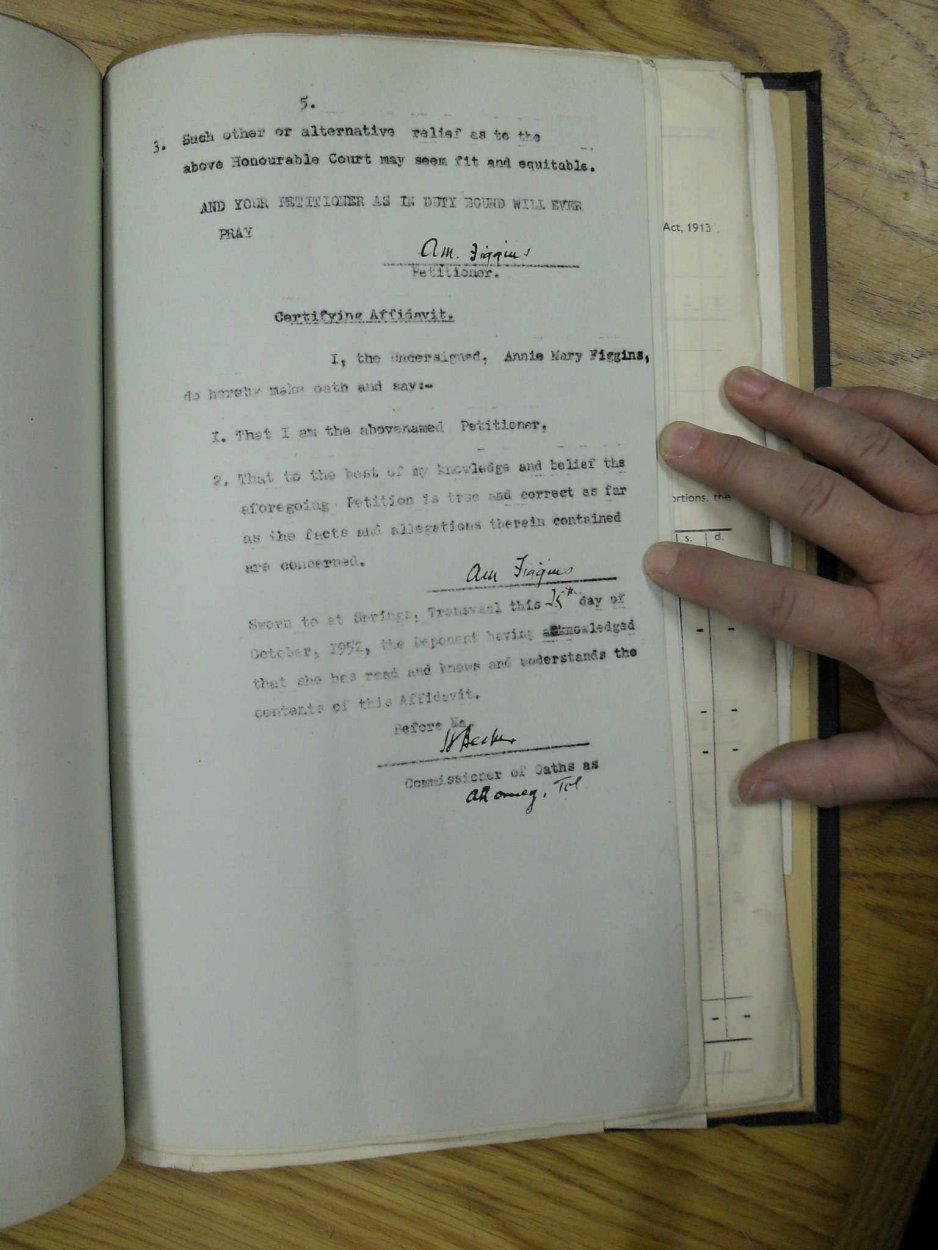 5.
3. Such other or alternative relief as to the
above Honourable Court may seem fit and equitable.
AND YOUR PETITIONER AS IN DUTY BOUND WILL EVER
PRAY
A.M. Figgins
Petitioner.
Certifying Affidavit.
I, the undersigned, Annie Mary Figgins,
do hereby make oath and say:-
1. That I am the abovenamed Petitioner.
2. That to the best of my knowledge and belief the
aforegoing Petition is true and correct as far
as the facts and allegations therein contained
are concerned.
AM Figgins
Sworn to at Springs, Transvaal this 25th day of
October, 1952, the Deponent having acknowledged
that she has read and knows and understands the
contents of this Affidavit.
Before Me,
Commissioner of Oaths as
attorney, Tvl.
Act, 1913
ortions, the
s. d.
- -
- -
- -
- -